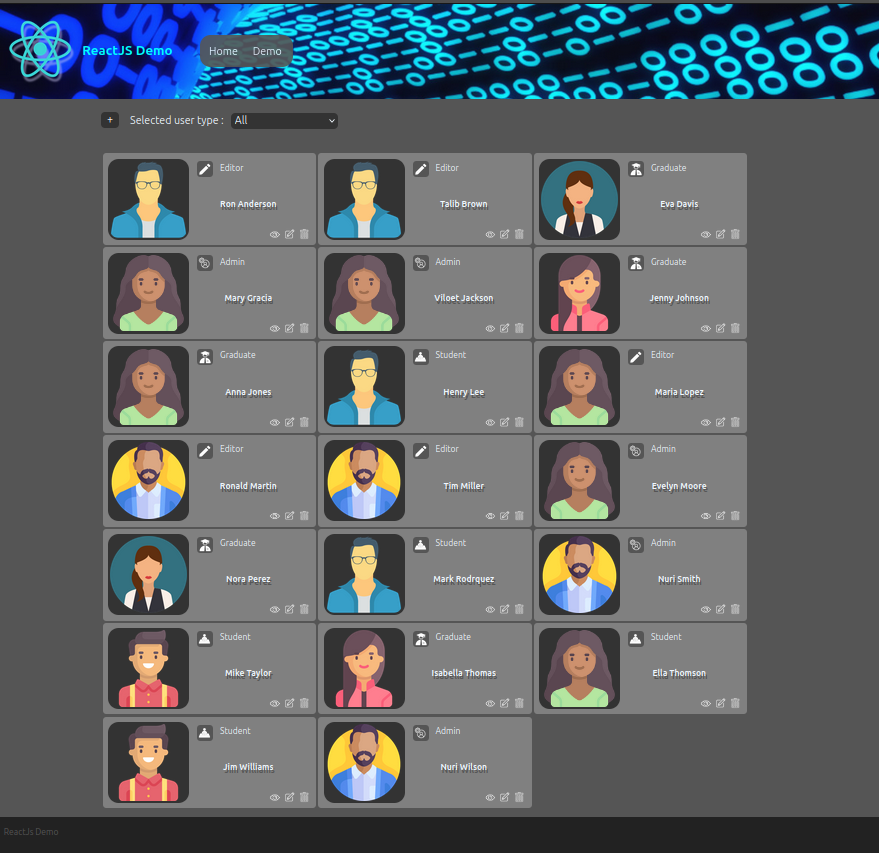 ReactJS Demo
Home
Demo
+ Selected user type : All
Editor
Ron Anderson
Editor
Talib Brown
Graduate
Eva Davis
Admin
Mary Gracia
Admin
Viloet Jackson
Graduate
Jenny Johnson
Graduate
Anna Jones
Student
Henry Lee
Editor
Maria Lopez
Editor
Ronald Martin
Editor
Tim Miller
Admin
Evelyn Moore
Graduate
Nora Perez
Student
Mark Rodrquez
Admin
Nuri Smith
Student
Mike Taylor
Graduate
Isabella Thomas
Student
Ella Thomson
Student
Jim Williams
Admin
Nuri Wilson
ReactJs Demo